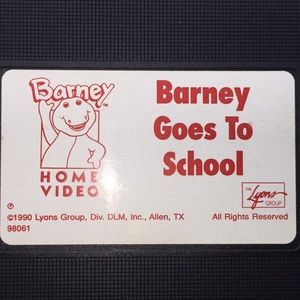 Barney™
HOME
VIDEO
Barney
Goes To
School
THE
Lyons
GROUP
℗
©1990 Lyons Group, Div. DLM, Inc., Allen, TX
All Rights Reserved
98061